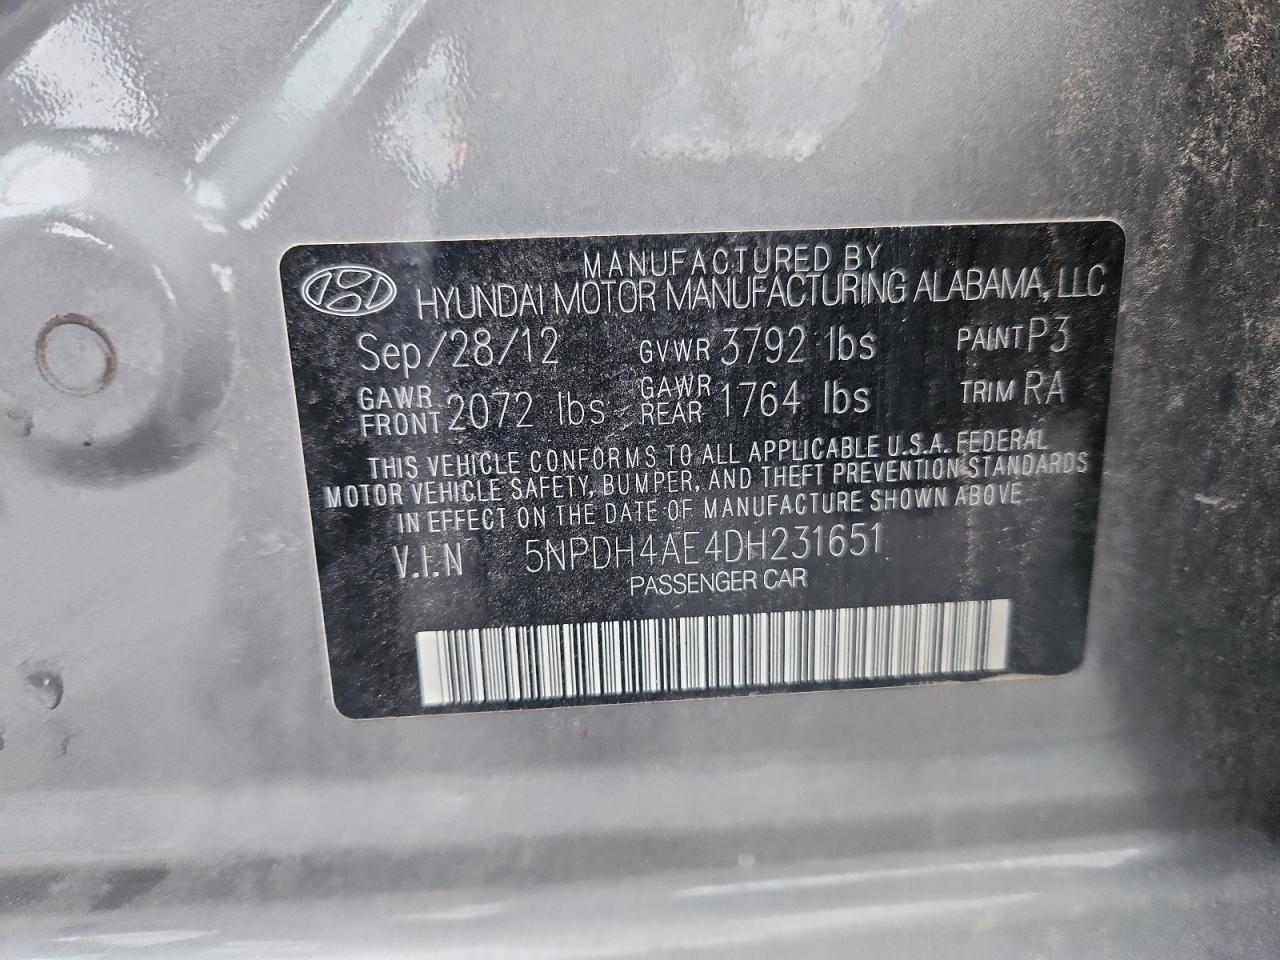 MANUFACTURED BY
HYUNDAI MOTOR MANUFACTURING ALABAMA, LLC
Sep/28/12 GVWR 3792 lbs PAINT P3
GAWR FRONT 2072 lbs GAWR REAR 1764 lbs TRIM RA
THIS VEHICLE CONFORMS TO ALL APPLICABLE U.S.A. FEDERAL
MOTOR VEHICLE SAFETY, BUMPER, AND THEFT PREVENTION STANDARDS
IN EFFECT ON THE DATE OF MANUFACTURE SHOWN ABOVE
V.I.N 5NPDH4AE4DH231651
PASSENGER CAR